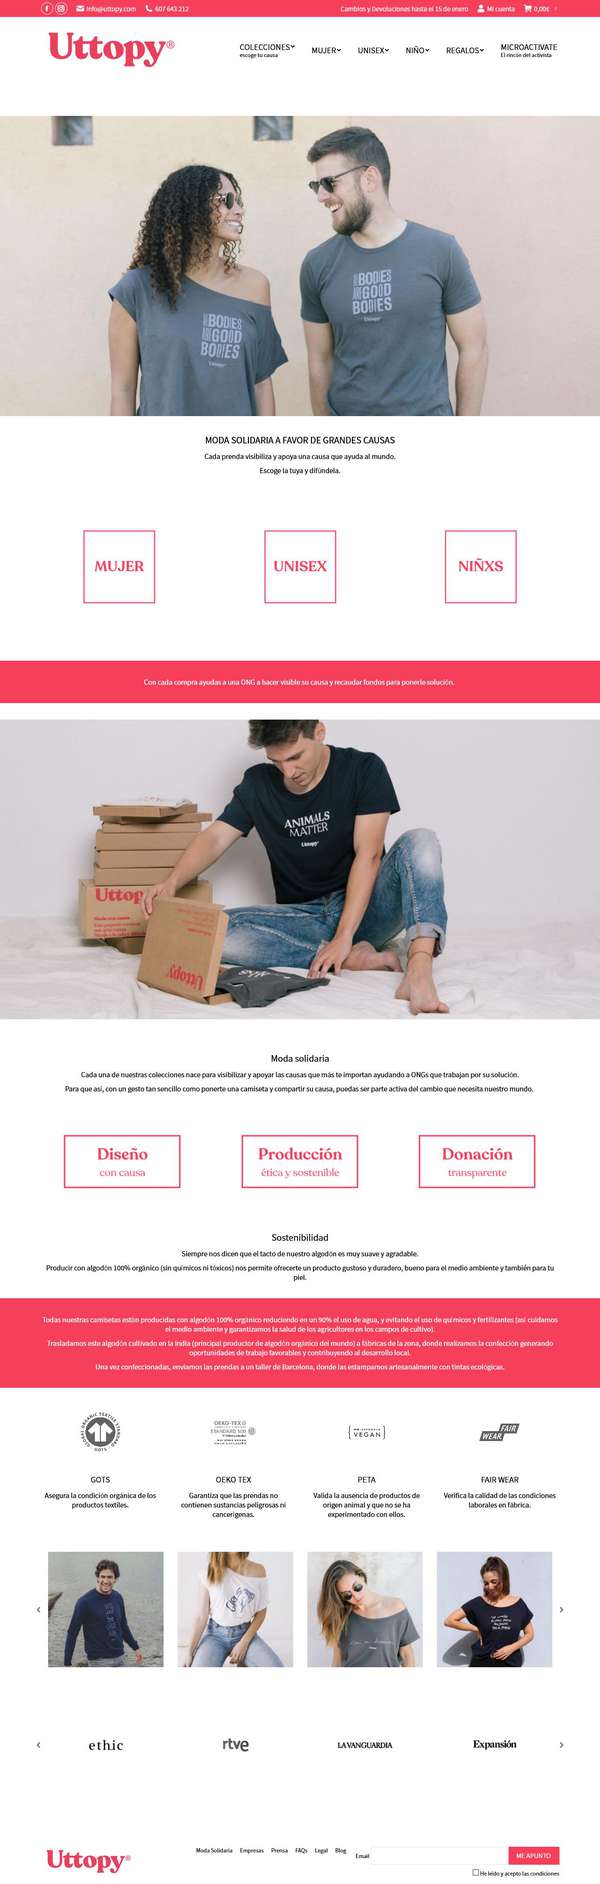 info@uttopy.com 607 643 212 Cambios y Devoluciones hasta el 15 de enero Mi cuenta 0,00€
Uttopy®
COLECCIONES MUJER UNISEX NIÑO REGALOS MICROACTIVATE
escoge tu causa El rincón del activista
BODIES
ARE GOOD
BODIES
Uttopy
BODIES
ARE GOOD
BODIES
Uttopy
MODA SOLIDARIA A FAVOR DE GRANDES CAUSAS
Cada prenda visibiliza y apoya una causa que ayuda al mundo.
Escoge la tuya y difúndela.
MUJER UNISEX NIÑXS
Con cada compra ayudas a una ONG a hacer visible su causa y recaudar fondos para ponerle solución.
ANIMALS
MATTER
Uttopy
Uttopy
Uttopy
Moda solidaria
Cada una de nuestras colecciones nace para visibilizar y apoyar las causas que más te importan ayudando a ONGs que trabajan por su solución.
Para que así, con un gesto tan sencillo como ponerte una camiseta y compartir su causa, puedas ser parte activa del cambio que necesita nuestro mundo.
Diseño Producción Donación
con causa ética y sostenible transparente
Sostenibilidad
Siempre nos dicen que el tacto de nuestro algodón es muy suave y agradable.
Producir con algodón 100% orgánico (sin químicos ni tóxicos) nos permite ofrecerte un producto gustoso y duradero, bueno para el medio ambiente y también para tu
piel.
Todas nuestras camisetas están producidas con algodón 100% orgánico reduciendo en un 90% el uso de agua, y evitando el uso de químicos y fertilizantes (así cuidamos
el medio ambiente y garantizamos la salud de los agricultores en los campos de cultivo).
Trasladamos este algodón cultivado en la India (principal productor de algodón orgánico del mundo) a fábricas de la zona, donde realizamos la confección generando
oportunidades de trabajo favorables y contribuyendo al desarrollo local.
Una vez confeccionadas, enviamos las prendas a un taller de Barcelona, donde las estampamos artesanalmente con tintas ecológicas.
GLOBAL ORGANIC TEXTILE STANDARD GOTS
OEKO-TEX
STANDARD 100
VEGAN
FAIR
WEAR
GOTS OEKO TEX PETA FAIR WEAR
Asegura la condición orgánica de los Garantiza que las prendas no Valida la ausencia de productos de Verifica la calidad de las condiciones
productos textiles. contienen sustancias peligrosas ni origen animal y que no se ha laborales en fábrica.
cancerígenas. experimentado con ellos.
ethic rtve LA VANGUARDIA Expansión
Uttopy®
Moda Solidaria Empresas Prensa FAQs Legal Blog Email ME APUNTO
He leído y acepto las condiciones